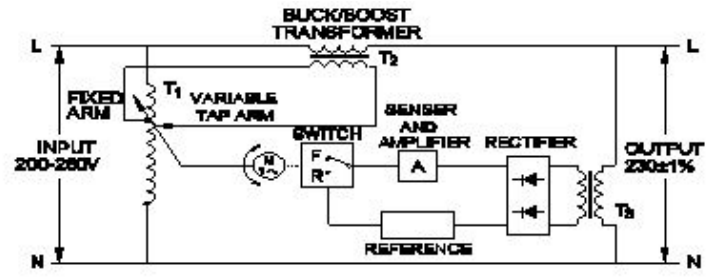 BUCK/BOOST
TRANSFORMER
L
L
T2
T1
FIXED
ARM
VARIABLE
TAP ARM
SENSER
AND
AMPLIFIER
SWITCH
RECTIFIER
INPUT
200-260V
F
R
M
A
OUTPUT
230±1%
T3
REFERENCE
N
N